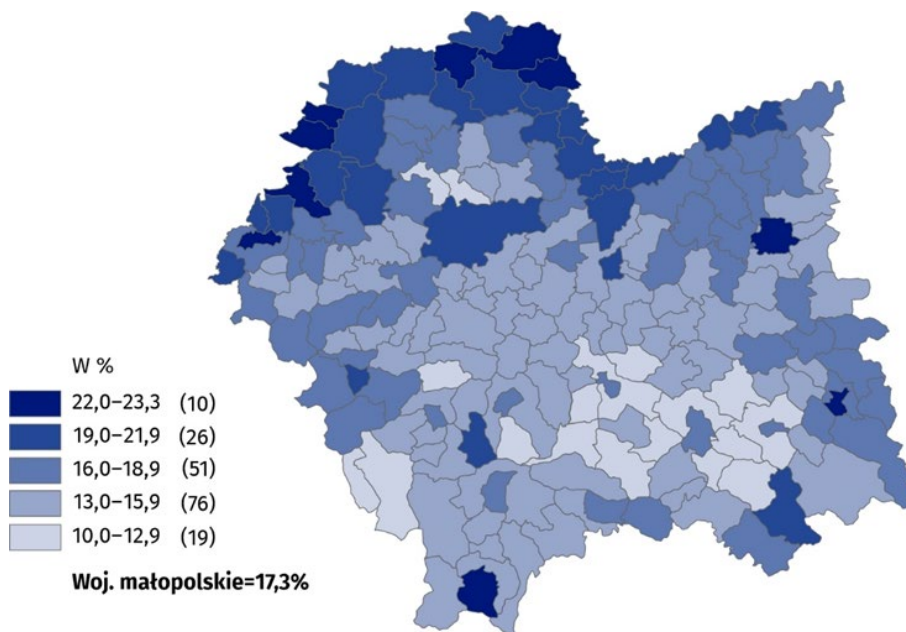 W %
22,0–23,3 (10)
19,0–21,9 (26)
16,0–18,9 (51)
13,0–15,9 (76)
10,0–12,9 (19)
Woj. małopolskie=17,3%